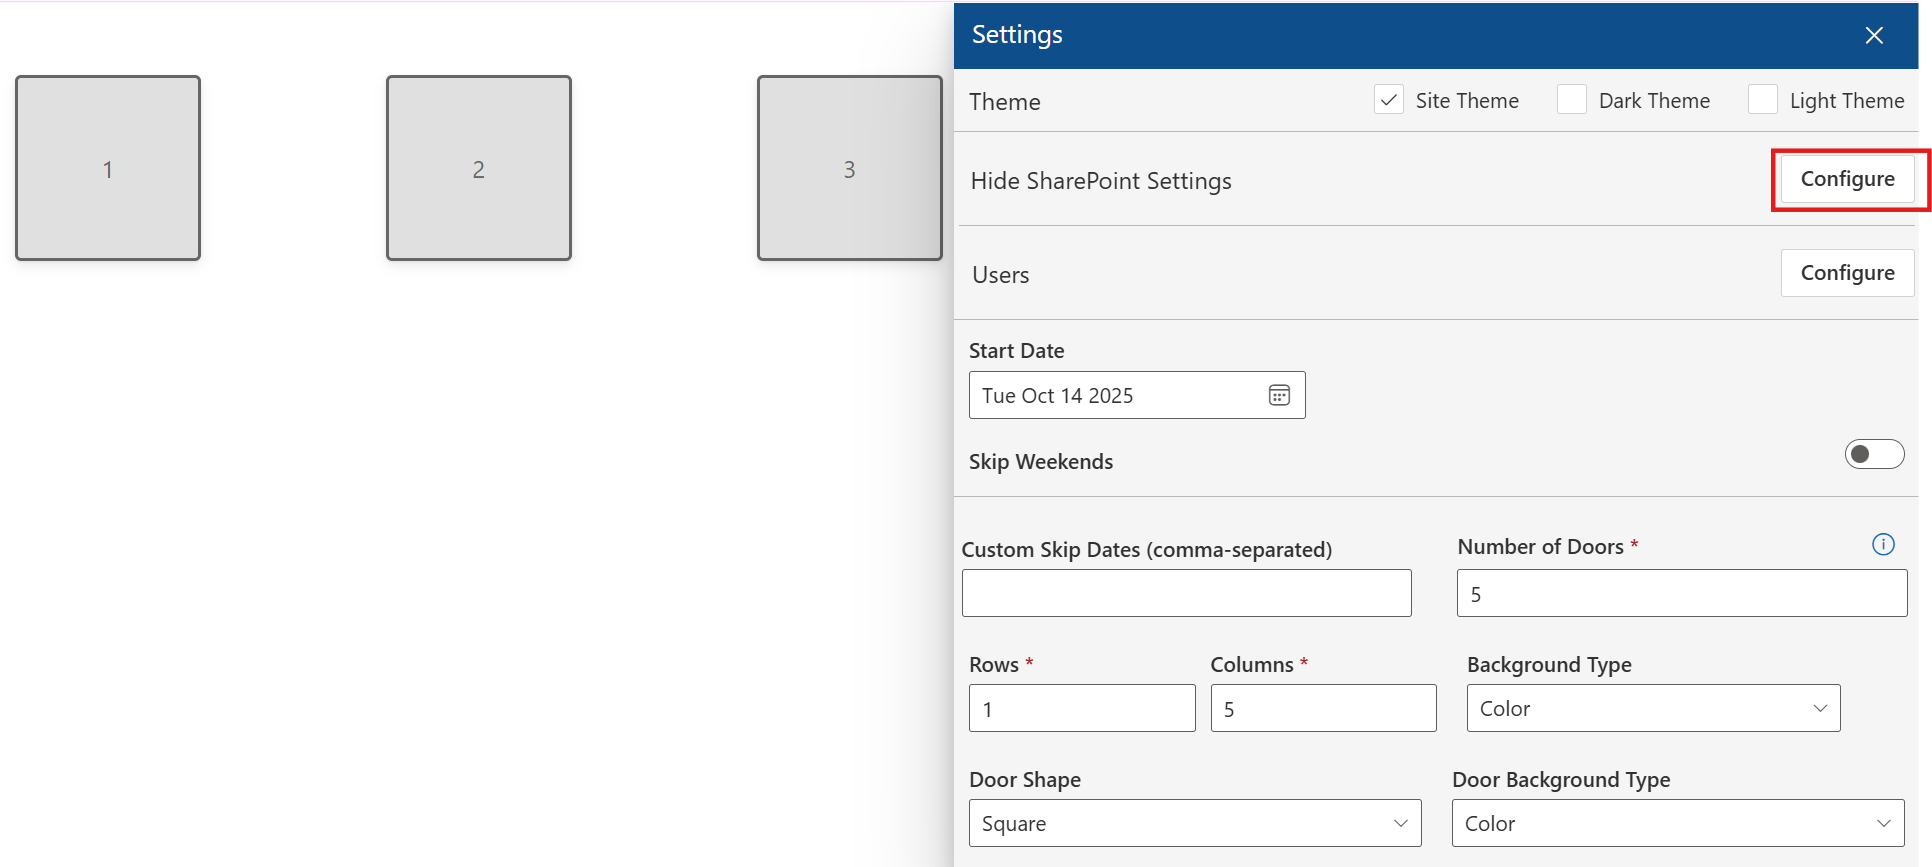 Settings
Theme
Site Theme
Dark Theme
Light Theme
1
2
3
Hide SharePoint Settings
Configure
Users
Configure
Start Date
Tue Oct 14 2025
Skip Weekends
Custom Skip Dates (comma-separated)
Number of Doors *
5
Rows *
Columns *
Background Type
1
5
Color
Door Shape
Door Background Type
Square
Color